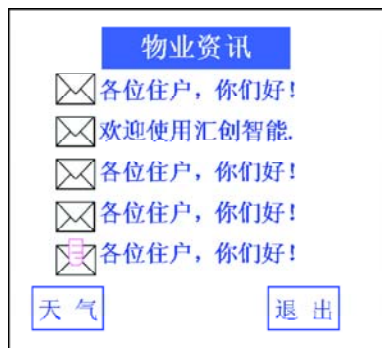 物业资讯
各位住户，你们好！
欢迎使用汇创智能.
各位住户，你们好！
各位住户，你们好！
各位住户，你们好！
天 气 退 出